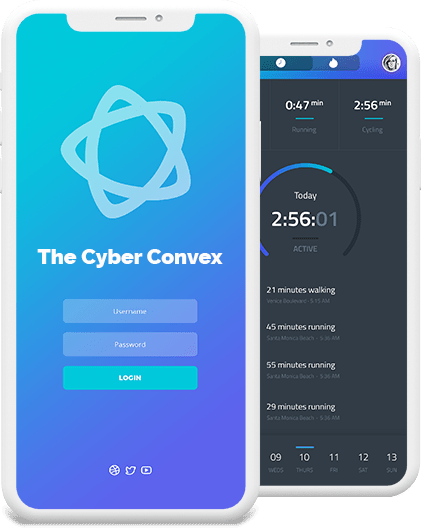 The Cyber Convex
Username
Password
LOGIN
0:47 min
2:56 min
Running
Cycling
Today
2:56:01
ACTIVE
21 minutes walking
Venice Boulevard - 5:15 AM
45 minutes running
Santa Monica Beach - 5:36 AM
55 minutes running
Santa Monica Beach - 5:36 AM
29 minutes running
Santa Monica Beach - 5:36 AM
09 10 11 12 13
WEDS THURS FRI SAT SUN